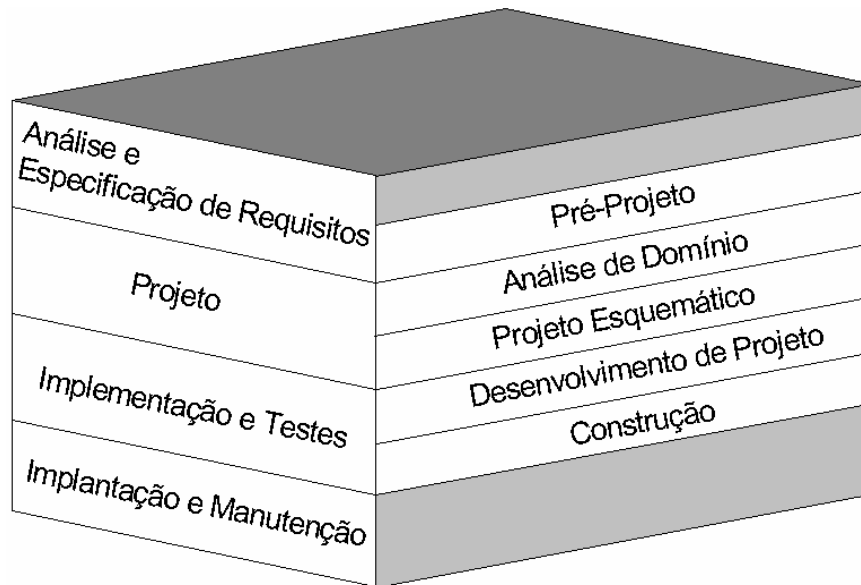 Análise e
Especificação de Requisitos
Projeto
Implementação e Testes
Implantação e Manutenção
Pré-Projeto
Análise de Domínio
Projeto Esquemático
Desenvolvimento de Projeto
Construção